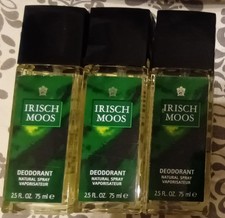 IRISCH
MOOS
DEODORANT
NATURAL SPRAY
VAPORISATEUR
2.5 FL. OZ. 75 ml ℮
IRISCH
MOOS
DEODORANT
NATURAL SPRAY
VAPORISATEUR
2.5 FL. OZ. 75 ml ℮
IRISCH
MOOS
DEODORANT
NATURAL SPRAY
VAPORISATEUR
2.5 FL. OZ. 75 ml ℮